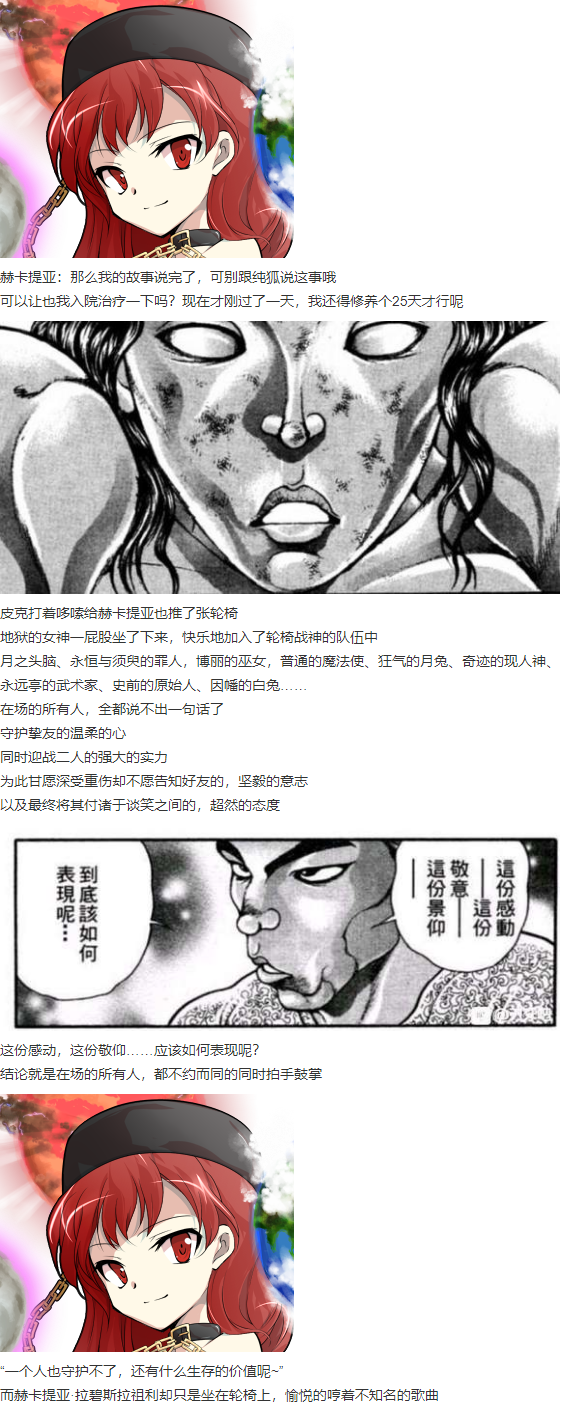 赫卡提亚：那么我的故事说完了，可别跟纯狐说这事哦
可以让也我入院治疗一下吗？现在才刚过了一天，我还得修养个25天才行呢
皮克打着哆嗦给赫卡提亚也推了张轮椅
地狱的女神一屁股坐了下来，快乐地加入了轮椅战神的队伍中
月之头脑、永恒与须臾的罪人，博丽的巫女，普通的魔法使、狂气的月兔、奇迹的现人神、
永远亭的武术家、史前的原始人、因幡的白兔……
在场的所有人，全都说不出一句话了
守护挚友的温柔的心
同时迎战二人的强大的实力
为此甘愿深受重伤却不愿告知好友的，坚毅的意志
以及最终将其付诸于谈笑之间的，超然的态度
這份感動
——這份
敬意——
這份景仰
——
到底該如何
表現呢…
这份感动，这份敬仰……应该如何表现呢？
结论就是在场的所有人，都不约而同的同时拍手鼓掌
“一个人也守护不了，还有什么生存的价值呢~”
而赫卡提亚·拉碧斯拉祖利却只是坐在轮椅上，愉悦的哼着不知名的歌曲